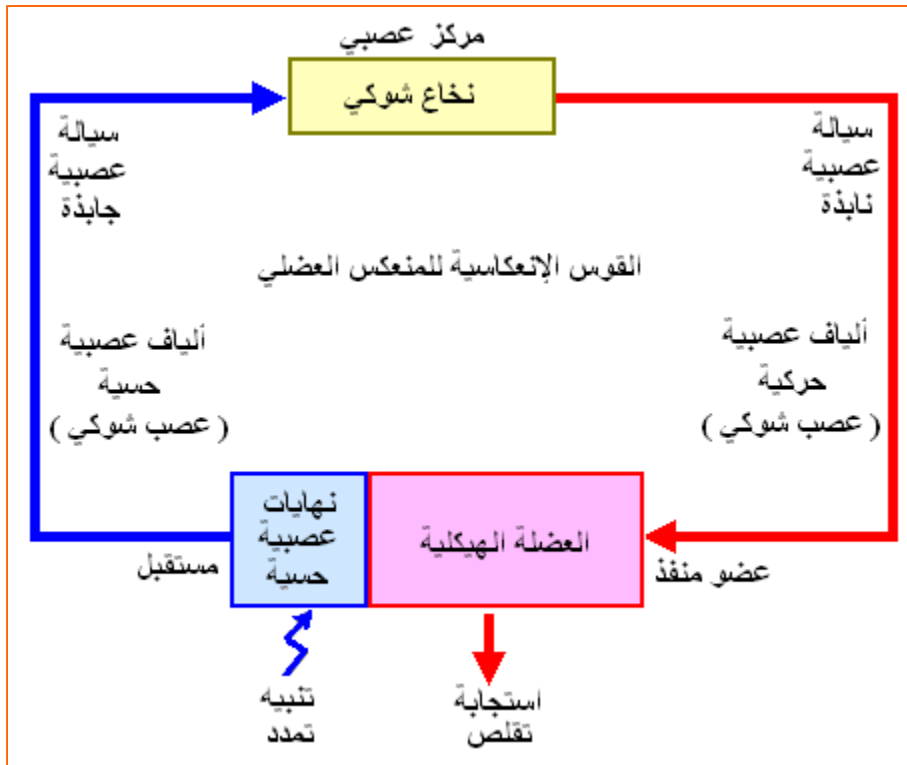 مركز عصبي
نخاع شوكي
سيالة
عصبية
نابذة
سيالة
عصبية
جابذة
القوس الإنعكاسية للمنعكس العضلي
ألياف عصبية
حركية
( عصب شوكي )
ألياف عصبية
حسية
( عصب شوكي )
عضو منفذ
العضلة الهيكلية
نهايات
عصبية
حسية
مستقبل
استجابة
تقلص
تنبيه
تمدد